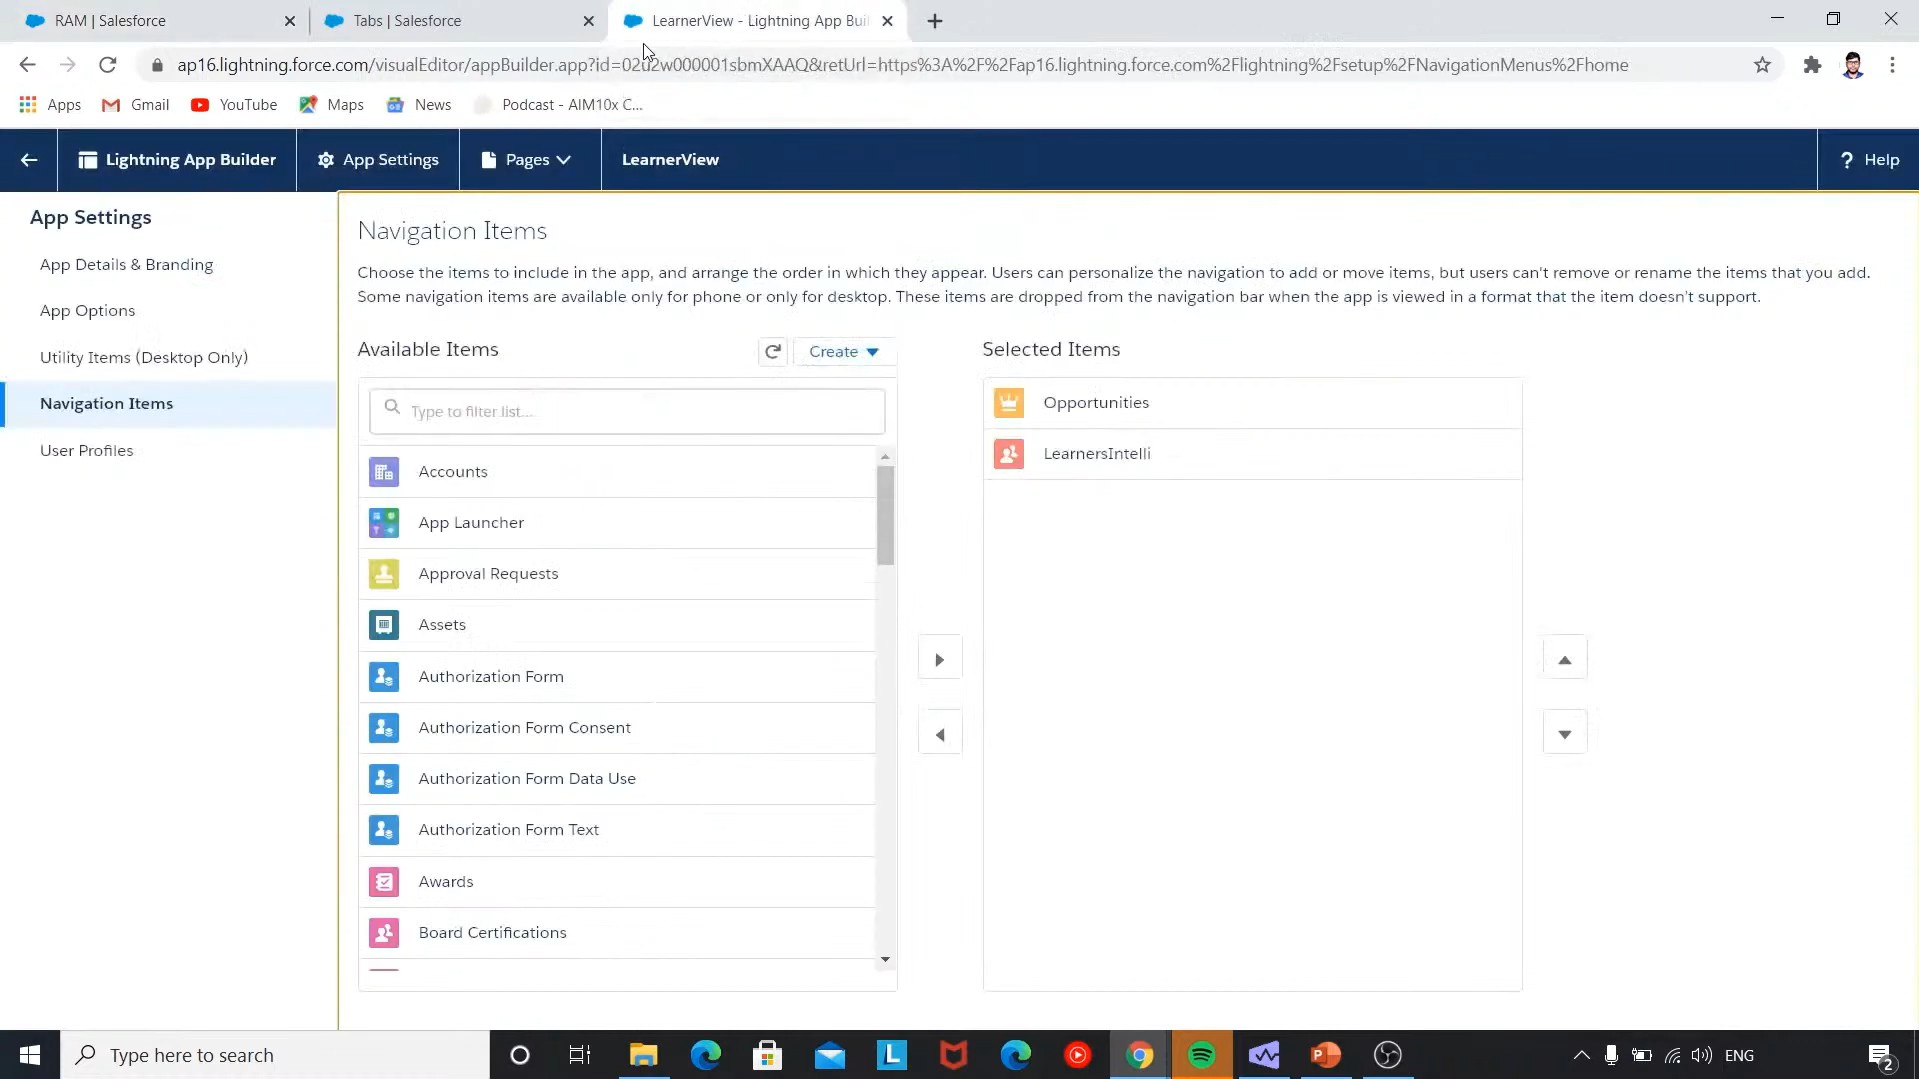 RAM | Salesforce
Tabs | Salesforce
LearnerView - Lightning App Buil
ap16.lightning.force.com/visualEditor/appBuilder.app?id=02u2w000001sbmXAAQ&retUrl=https%3A%2F%2Fap16.lightning.force.com%2Flightning%2Fsetup%2FNavigationMenus%2Fhome
Apps
Gmail
YouTube
Maps
News
Podcast - AIM10x C...
Lightning App Builder
App Settings
Pages
LearnerView
? Help
App Settings
App Details & Branding
App Options
Utility Items (Desktop Only)
Navigation Items
User Profiles
Navigation Items
Choose the items to include in the app, and arrange the order in which they appear. Users can personalize the navigation to add or move items, but users can't remove or rename the items that you add.
Some navigation items are available only for phone or only for desktop. These items are dropped from the navigation bar when the app is viewed in a format that the item doesn't support.
Available Items
Create
Type to filter list...
Accounts
App Launcher
Approval Requests
Assets
Authorization Form
Authorization Form Consent
Authorization Form Data Use
Authorization Form Text
Awards
Board Certifications
Selected Items
Opportunities
LearnersIntelli
Type here to search
L
P
ENG
2